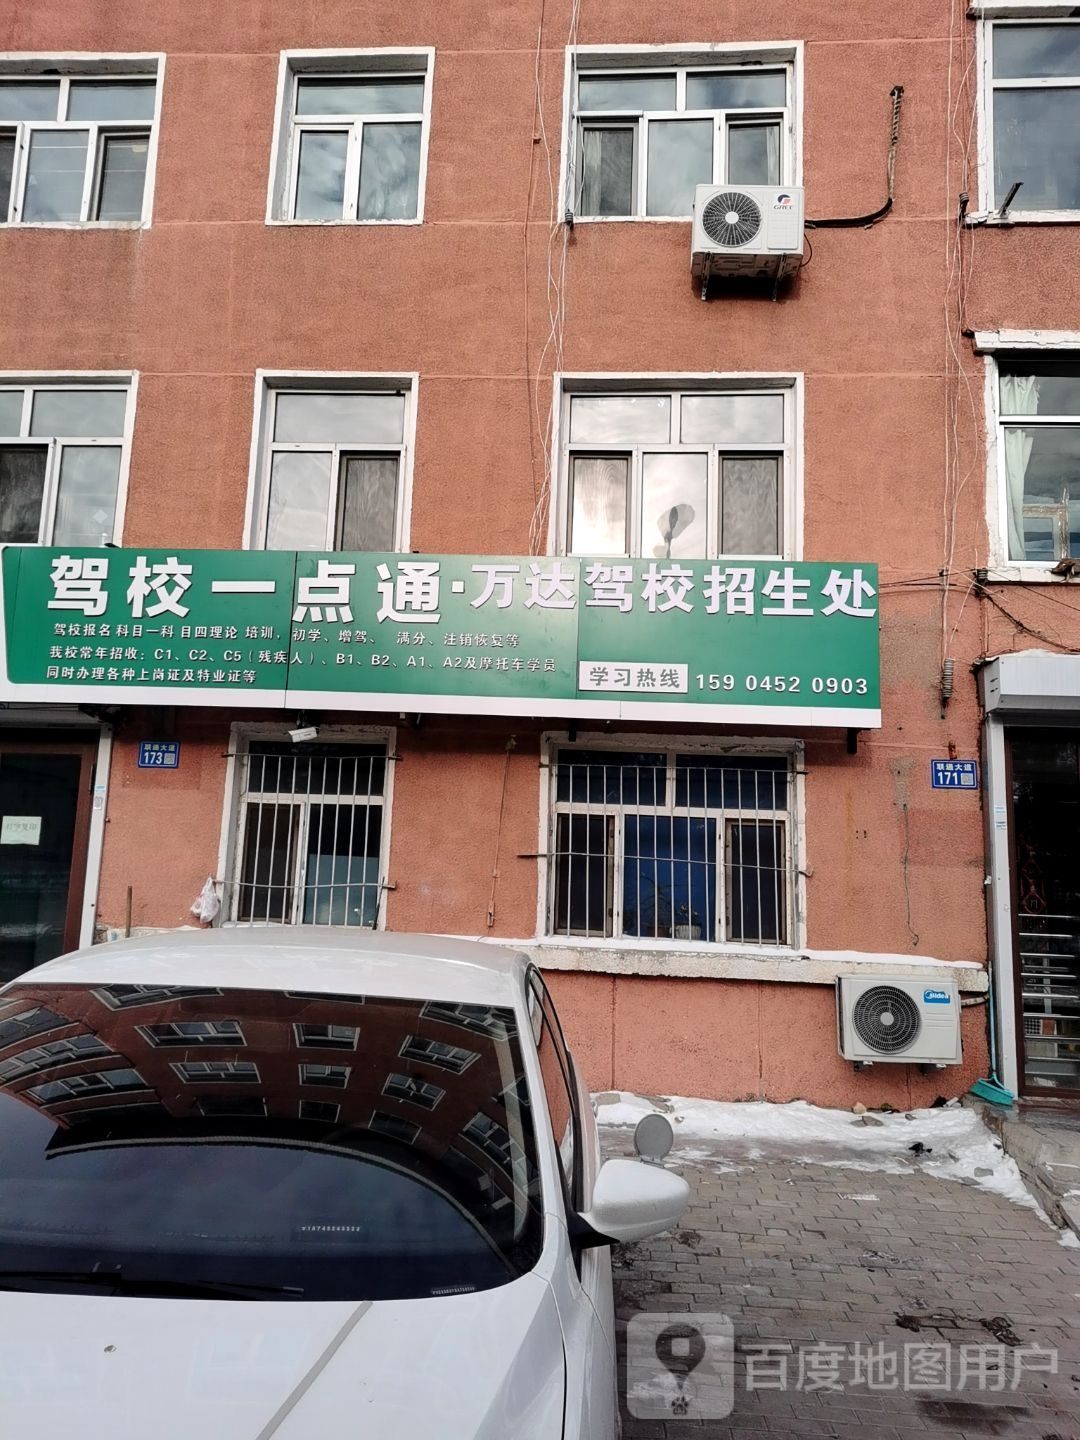 GREE
驾校一点通·万达驾校招生处
驾校报名 科目一科 目四理论 培训，初学、增驾、 满分、注销恢复等
我校常年招收：C1、C2、C5（残疾人）、B1、B2、A1、A2及摩托车学员
同时办理各种上岗证及特业证等
学习热线 159 0452 0903
联通大道
173
联通大道
171
Midea
百度地图用户